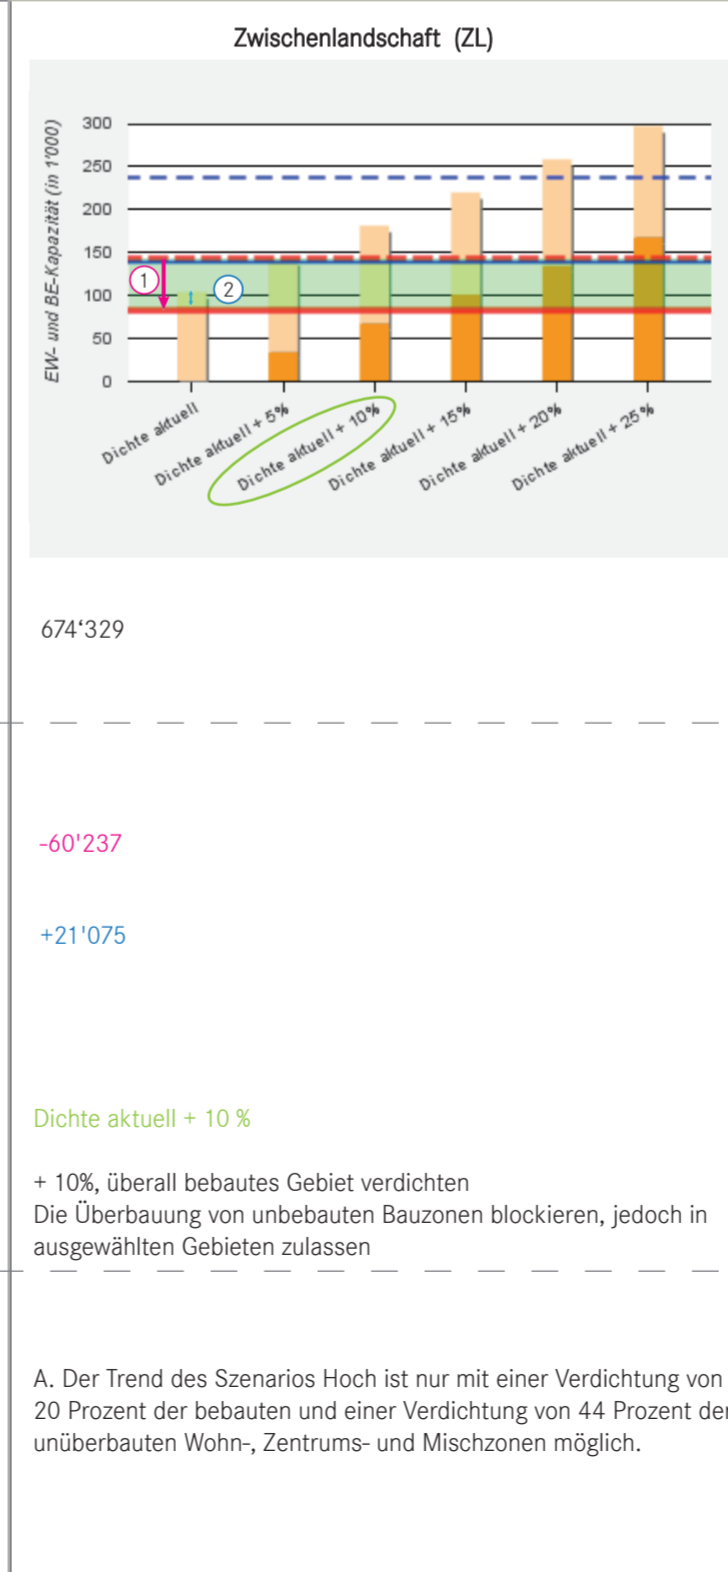 Zwischenlandschaft (ZL)
EW- und BE-Kapazität (in 1'000)
300
250
200
150
100
50
0
1
2
Dichte aktuell
Dichte aktuell + 5%
Dichte aktuell + 10%
Dichte aktuell + 15%
Dichte aktuell + 20%
Dichte aktuell + 25%
674‘329
-60'237
+21'075
Dichte aktuell + 10 %
+ 10%, überall bebautes Gebiet verdichten
Die Überbauung von unbebauten Bauzonen blockieren, jedoch in
ausgewählten Gebieten zulassen
A. Der Trend des Szenarios Hoch ist nur mit einer Verdichtung von
20 Prozent der bebauten und einer Verdichtung von 44 Prozent der
unüberbauten Wohn-, Zentrums- und Mischzonen möglich.